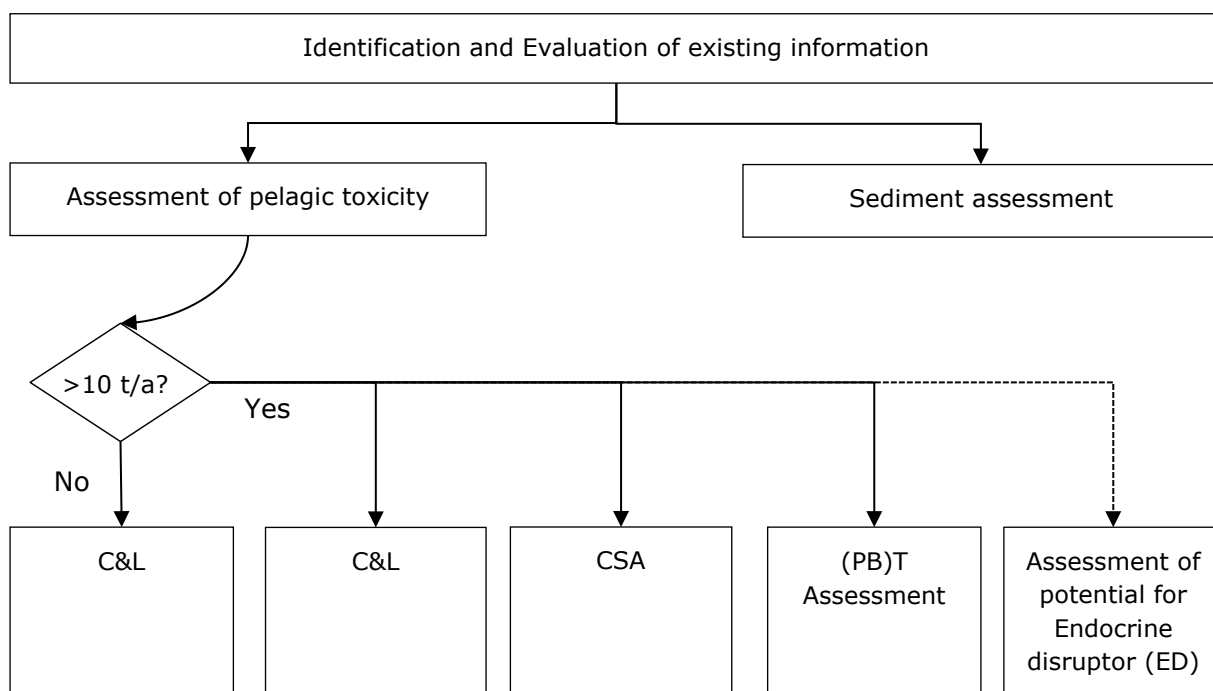 Identification and Evaluation of existing information
Assessment of pelagic toxicity
Sediment assessment
>10 t/a?
Yes
No
C&L
C&L
CSA
(PB)T
Assessment
Assessment of
potential for
Endocrine
disruptor (ED)